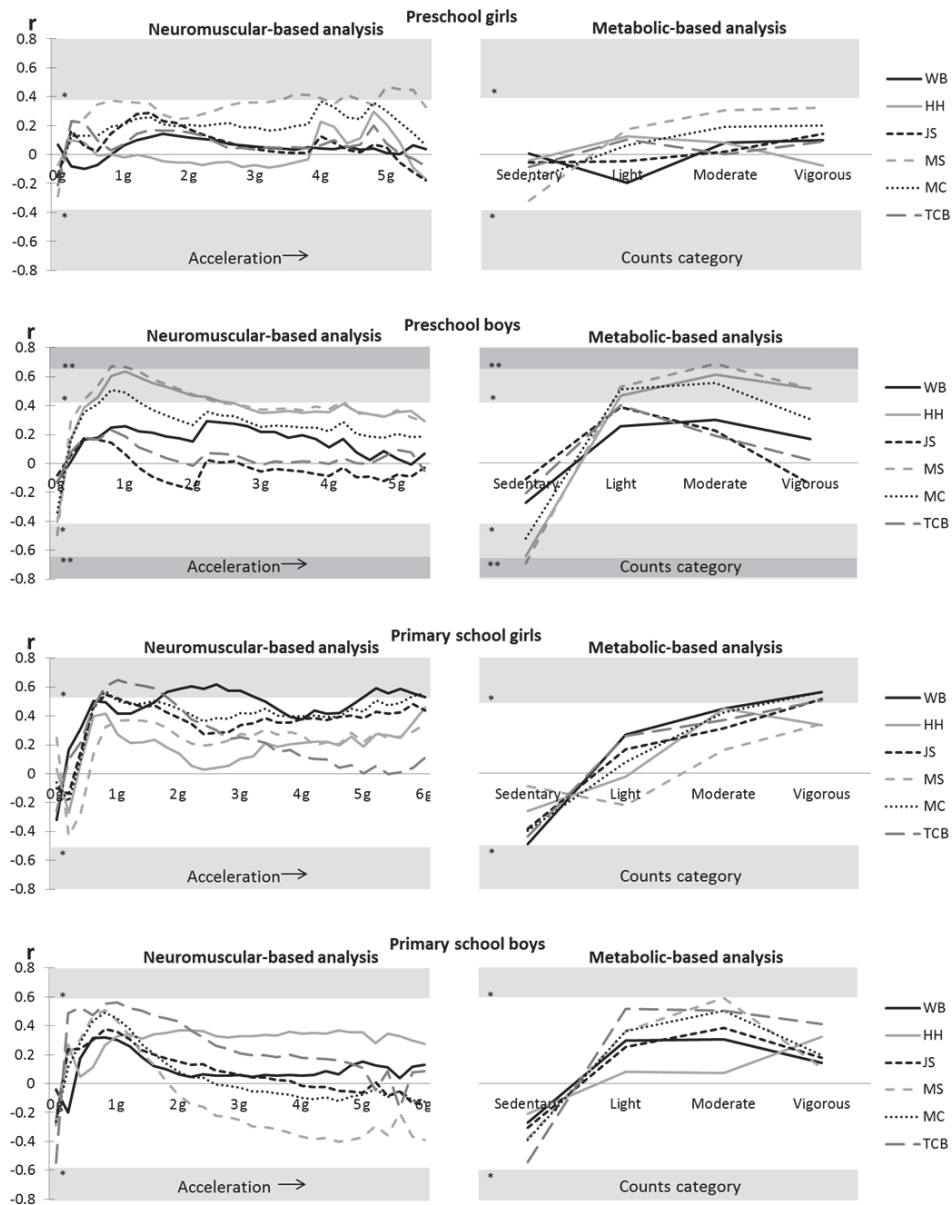 Preschool girls
r
Neuromuscular-based analysis
Metabolic-based analysis
0.8
0.6
0.4
0.2
0
-0.2
-0.4
-0.6
-0.8
*
*
0g 1g 2g 3g 4g 5g
Acceleration →
*
*
Sedentary Light Moderate Vigorous
Counts category
WB
HH
JS
MS
MC
TCB
Preschool boys
r
Neuromuscular-based analysis
Metabolic-based analysis
0.8
0.6
0.4
0.2
0
-0.2
-0.4
-0.6
-0.8
**
*
*
**
0g 1g 2g 3g 4g 5g
Acceleration →
**
*
*
**
Sedentary Light Moderate Vigorous
Counts category
WB
HH
JS
MS
MC
TCB
Primary school girls
r
Neuromuscular-based analysis
Metabolic-based analysis
0.8
0.6
0.4
0.2
0
-0.2
-0.4
-0.6
-0.8
*
*
0g 1g 2g 3g 4g 5g 6g
Acceleration →
*
*
Sedentary Light Moderate Vigorous
Counts category
WB
HH
JS
MS
MC
TCB
Primary school boys
r
Neuromuscular-based analysis
Metabolic-based analysis
0.8
0.6
0.4
0.2
0
-0.2
-0.4
-0.6
-0.8
*
*
0g 1g 2g 3g 4g 5g 6g
Acceleration →
*
*
Sedentary Light Moderate Vigorous
Counts category
WB
HH
JS
MS
MC
TCB